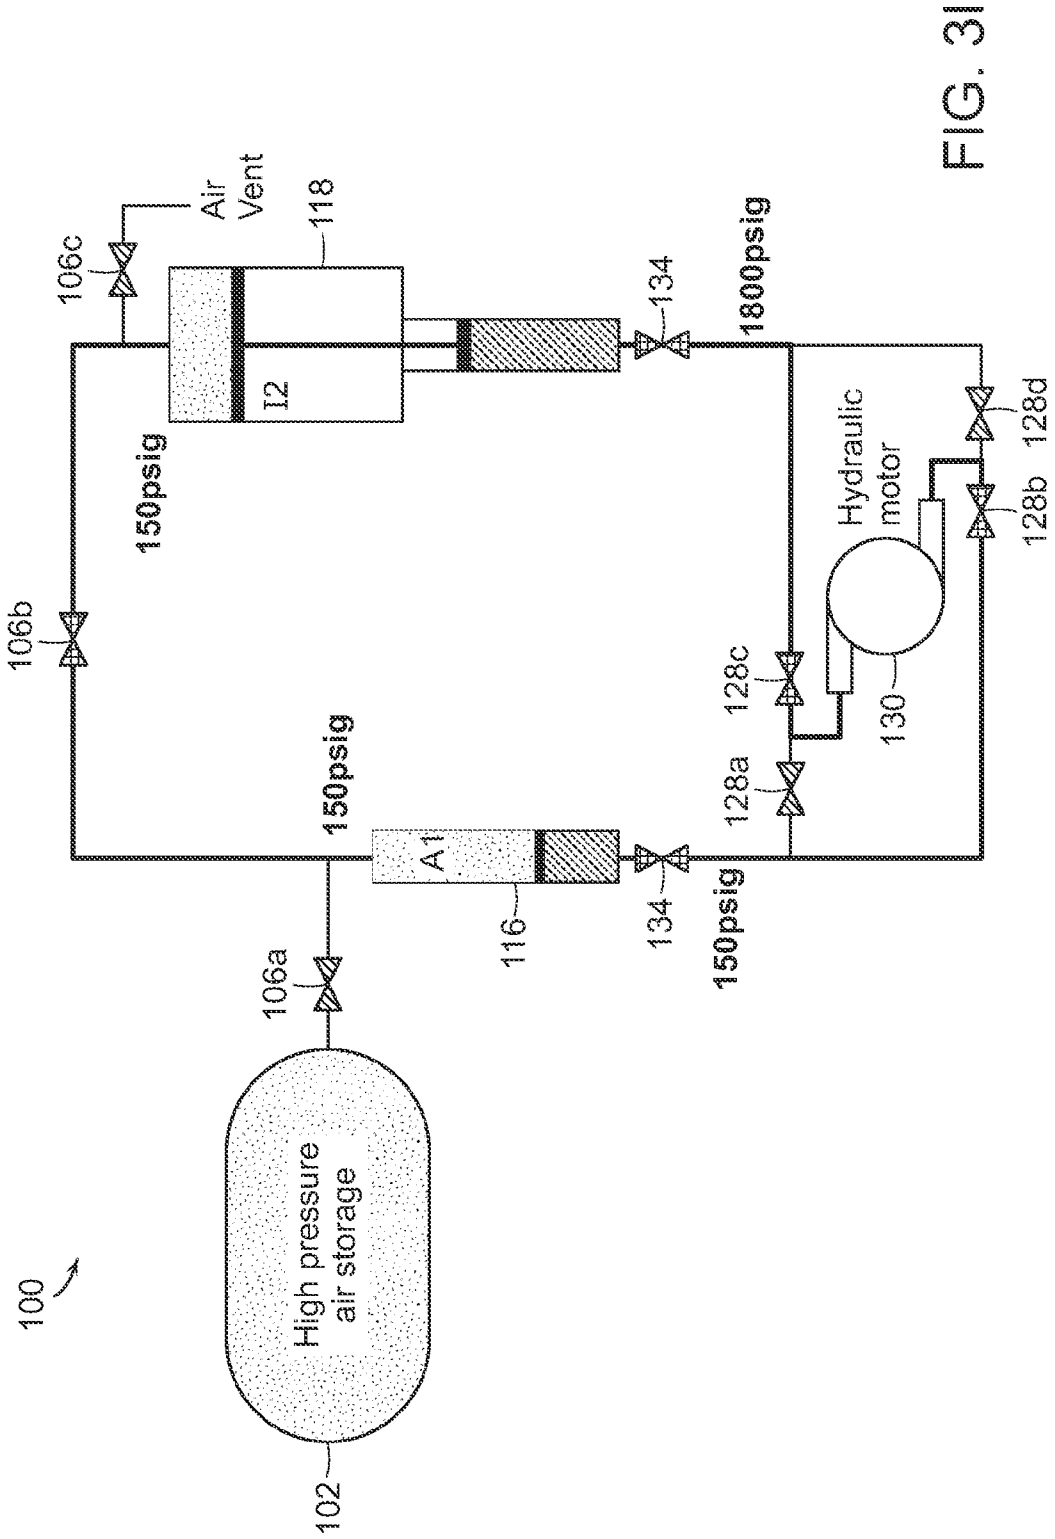 100
106b
106c
150psig
Air
Vent
118
I2
106a
150psig
High pressure
air storage
102
A1
116
134
134
150psig
128a
128c
1800psig
Hydraulic
motor
130
128b
128d
FIG.